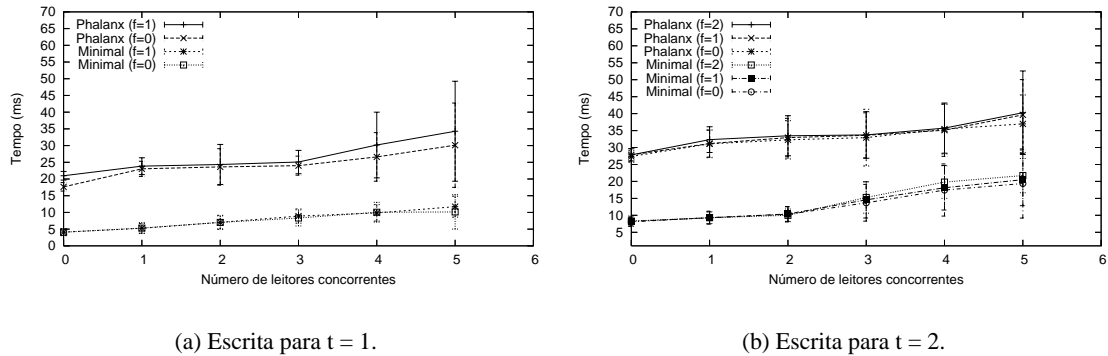 70
65
60
55
50
45
40
35
30
25
20
15
10
5
0
Tempo (ms)
Phalanx (f=1)
Phalanx (f=0)
Minimal (f=1)
Minimal (f=0)
0 1 2 3 4 5 6
Número de leitores concorrentes
(a) Escrita para t = 1.
70
65
60
55
50
45
40
35
30
25
20
15
10
5
Tempo (ms)
Phalanx (f=2)
Phalanx (f=1)
Phalanx (f=0)
Minimal (f=2)
Minimal (f=1)
Minimal (f=0)
0 1 2 3 4 5 6
Número de leitores concorrentes
(b) Escrita para t = 2.